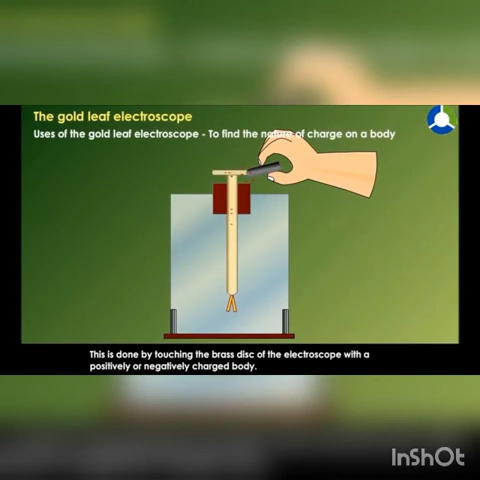 The gold leaf electroscope
Uses of the gold leaf electroscope - To find the nature of charge on a body
This is done by touching the brass disc of the electroscope with a
positively or negatively charged body.
InShOt